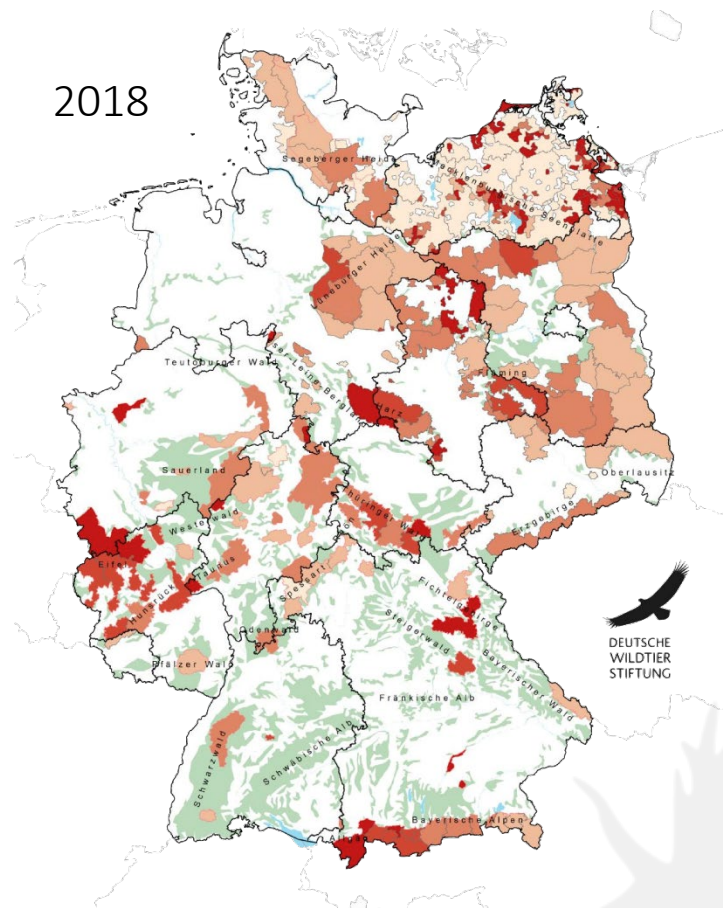 2018
Segeberger Heide
Mecklenburgische Seenplatte
Lüneburger Heide
Teutoburger Wald
Weser-Leine-Bergland
Fläming
Harz
Sauerland
Oberlausitz
Westerwald
Thüringer Wald
Erzgebirge
Eifel
Taunus
Hunsrück
Spessart
Fichtelgebirge
Steigerwald
DEUTSCHE
WILDTIER
STIFTUNG
Odenwald
Pfälzer Wald
Bayerischer Wald
Fränkische Alb
Schwäbische Alb
Schwarzwald
Bayerische Alpen
Allgäu